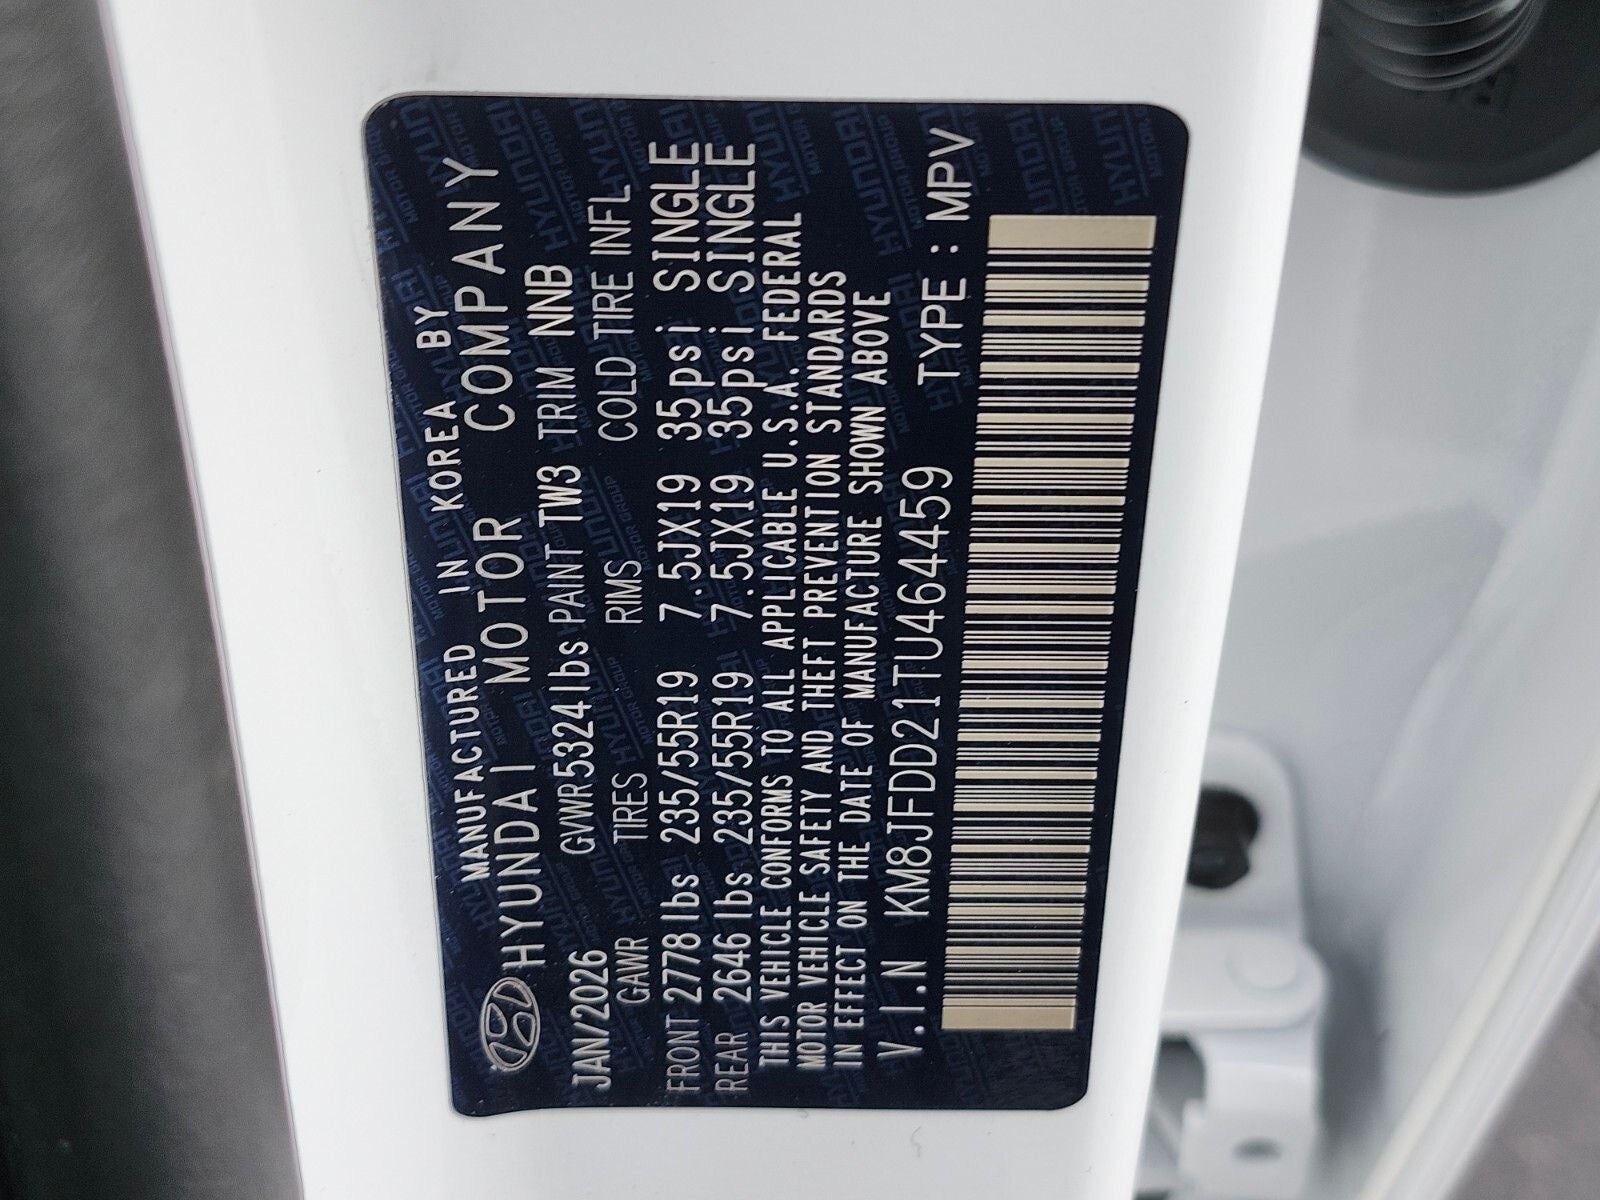 MANUFACTURED IN KOREA BY
HYUNDAI MOTOR COMPANY
JAN/2026 GVWR 5324 lbs PAINT TW3 TRIM NNB
GAWR TIRES RIMS COLD TIRE INFL
FRONT 2778 lbs 235/55R19 7.5JX19 35psi SINGLE
REAR 2646 lbs 235/55R19 7.5JX19 35psi SINGLE
THIS VEHICLE CONFORMS TO ALL APPLICABLE U.S.A. FEDERAL
MOTOR VEHICLE SAFETY AND THEFT PREVENTION STANDARDS
IN EFFECT ON THE DATE OF MANUFACTURE SHOWN ABOVE
V.I.N KM8JFDD21TU464459 TYPE : MPV